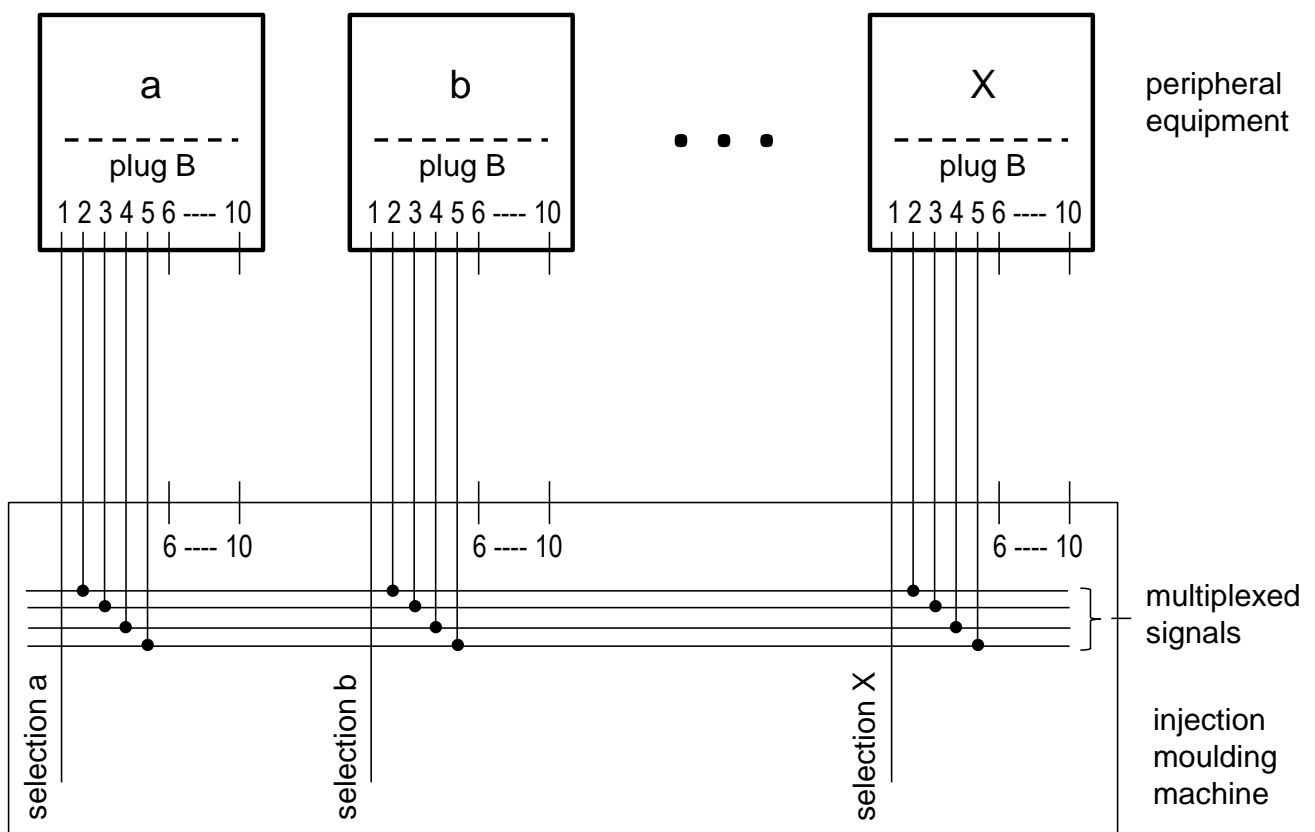 a
b
X
peripheral
equipment
plug B
plug B
plug B
1 2 3 4 5 6 ---- 10
1 2 3 4 5 6 ---- 10
1 2 3 4 5 6 ---- 10
6 ---- 10
6 ---- 10
6 ---- 10
multiplexed
signals
selection a
selection b
selection X
injection
moulding
machine